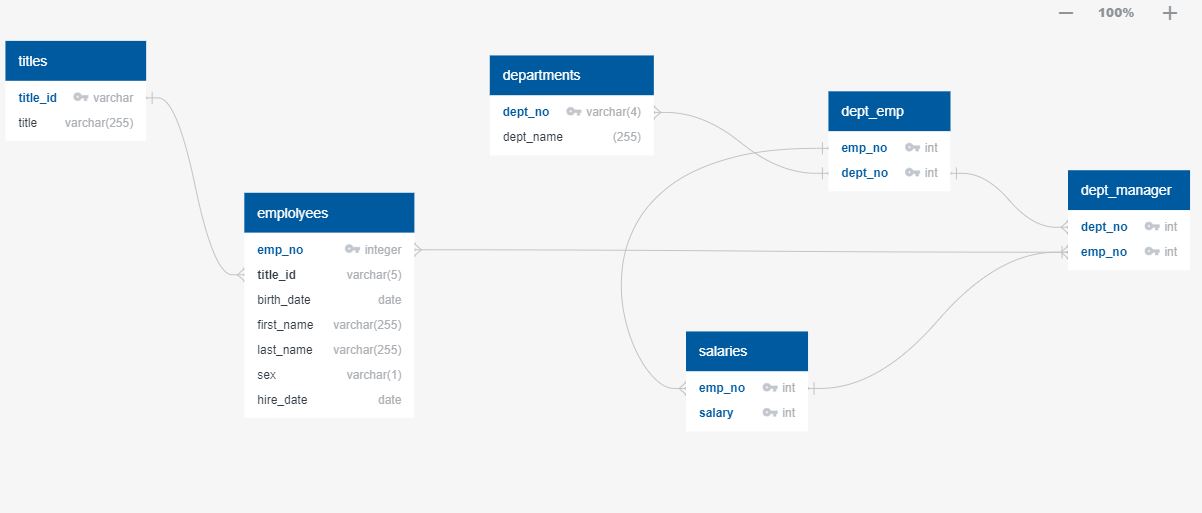 100%
titles
title_id varchar
title varchar(255)
departments
dept_no varchar(4)
dept_name (255)
dept_emp
emp_no int
dept_no int
dept_manager
dept_no int
emp_no int
emplolyees
emp_no integer
title_id varchar(5)
birth_date date
first_name varchar(255)
last_name varchar(255)
sex varchar(1)
hire_date date
salaries
emp_no int
salary int